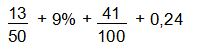 13/50 + 9% + 41/100 + 0,24